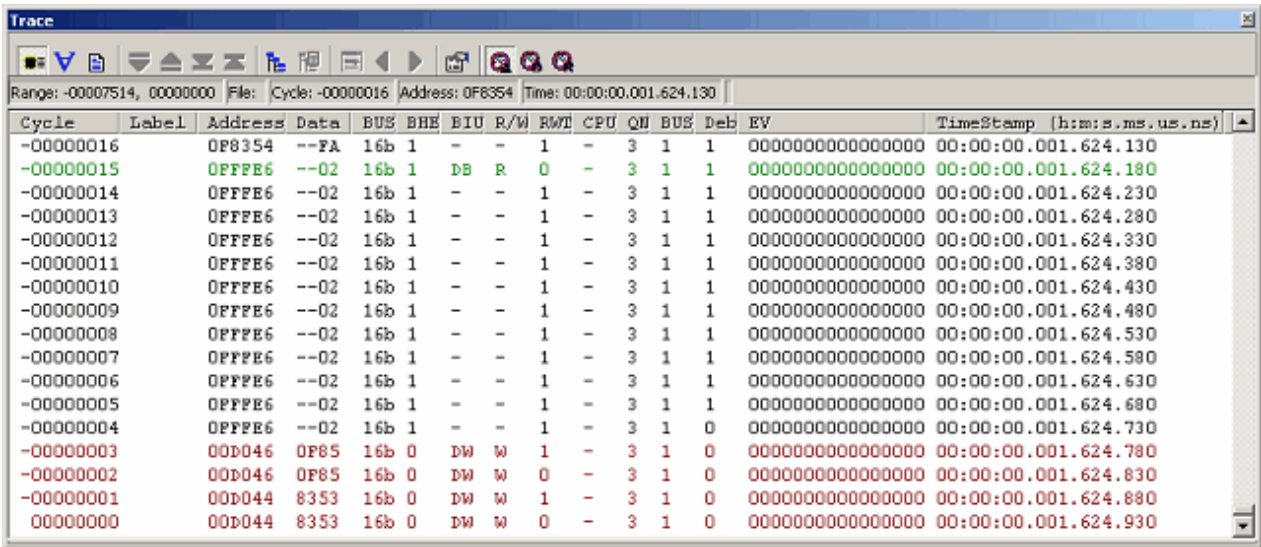 Trace
Range: -00007514, 00000000 File: Cycle: -00000016 Address: 0F8354 Time: 00:00:00.001.624.130
Cycle Label Address Data BUS BHE BIU R/W RWT CPU QN BUS Deb EV TimeStamp (h:m:s.ms.us.ns)
-00000016 0F8354 --FA 16b 1 - - 1 - 3 1 1 0000000000000000 00:00:00.001.624.130
-00000015 0FFFE6 --02 16b 1 DB R 0 - 3 1 1 0000000000000000 00:00:00.001.624.180
-00000014 0FFFE6 --02 16b 1 - - 1 - 3 1 1 0000000000000000 00:00:00.001.624.230
-00000013 0FFFE6 --02 16b 1 - - 1 - 3 1 1 0000000000000000 00:00:00.001.624.280
-00000012 0FFFE6 --02 16b 1 - - 1 - 3 1 1 0000000000000000 00:00:00.001.624.330
-00000011 0FFFE6 --02 16b 1 - - 1 - 3 1 1 0000000000000000 00:00:00.001.624.380
-00000010 0FFFE6 --02 16b 1 - - 1 - 3 1 1 0000000000000000 00:00:00.001.624.430
-00000009 0FFFE6 --02 16b 1 - - 1 - 3 1 1 0000000000000000 00:00:00.001.624.480
-00000008 0FFFE6 --02 16b 1 - - 1 - 3 1 1 0000000000000000 00:00:00.001.624.530
-00000007 0FFFE6 --02 16b 1 - - 1 - 3 1 1 0000000000000000 00:00:00.001.624.580
-00000006 0FFFE6 --02 16b 1 - - 1 - 3 1 1 0000000000000000 00:00:00.001.624.630
-00000005 0FFFE6 --02 16b 1 - - 1 - 3 1 1 0000000000000000 00:00:00.001.624.680
-00000004 0FFFE6 --02 16b 1 - - 1 - 3 1 0 0000000000000000 00:00:00.001.624.730
-00000003 00D046 0F85 16b 0 DW W 1 - 3 1 0 0000000000000000 00:00:00.001.624.780
-00000002 00D046 0F85 16b 0 DW W 0 - 3 1 0 0000000000000000 00:00:00.001.624.830
-00000001 00D044 8353 16b 0 DW W 1 - 3 1 0 0000000000000000 00:00:00.001.624.880
00000000 00D044 8353 16b 0 DW W 0 - 3 1 0 0000000000000000 00:00:00.001.624.930